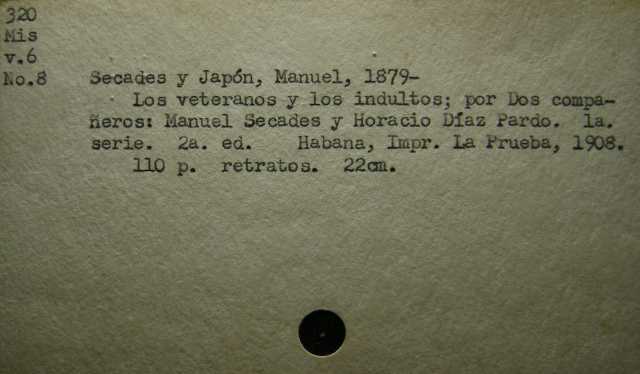 320
Mis
v.6
No.8 Secades y Japón, Manuel, 1879-
Los veteranos y los indultos; por Dos compa-
ñeros: Manuel Secades y Horacio Díaz Pardo. 1a.
serie. 2a. ed. Habana, Impr. La Prueba, 1908.
110 p. retratos. 22cm.